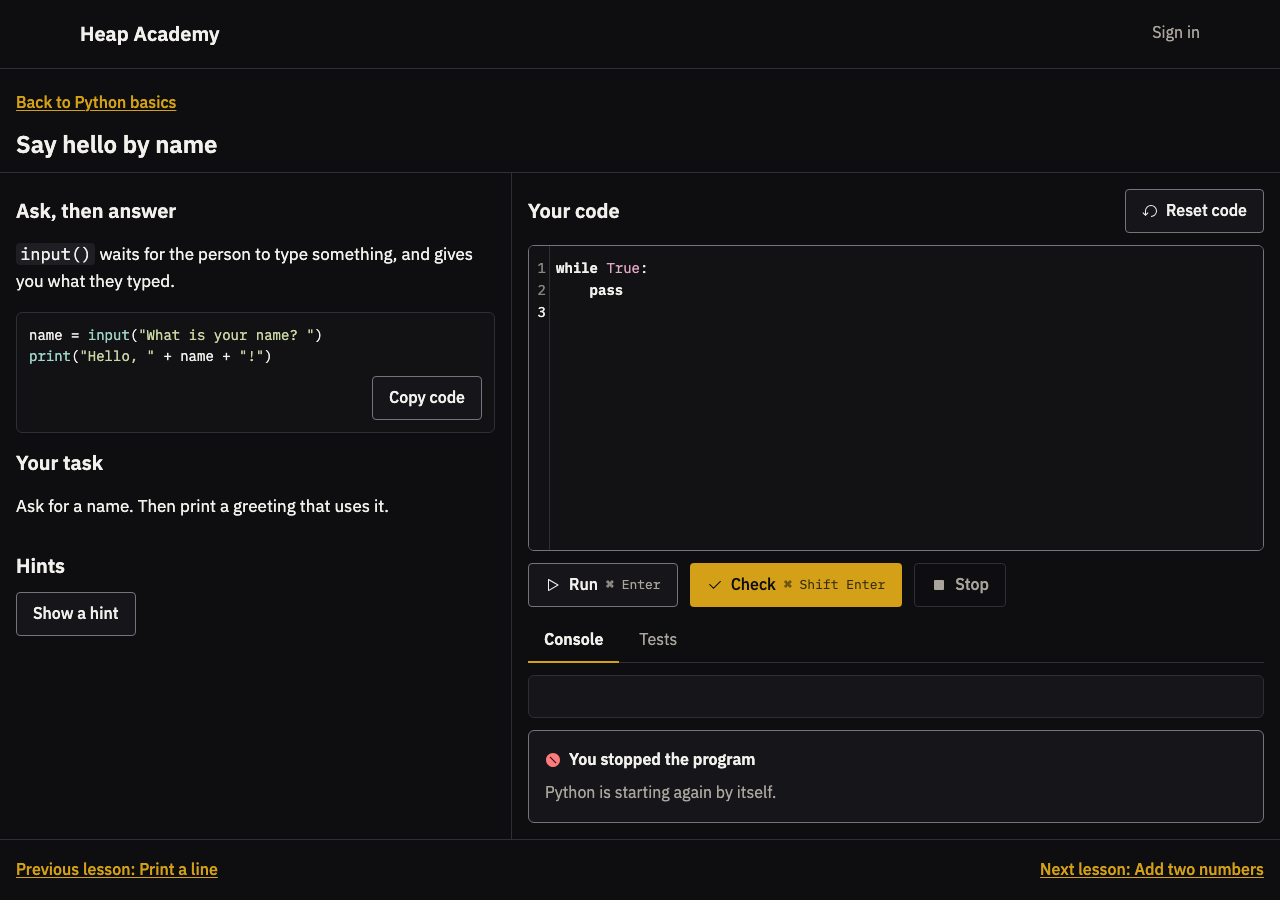 Heap Academy
Sign in
Back to Python basics
Say hello by name
Ask, then answer
input() waits for the person to type something, and gives
you what they typed.
name = input("What is your name? ")
print("Hello, " + name + "!")
Copy code
Your task
Ask for a name. Then print a greeting that uses it.
Hints
Show a hint
Your code
Reset code
1 while True:
2     pass
3
Run ⌘ Enter
Check ⌘ Shift Enter
Stop
Console
Tests
You stopped the program
Python is starting again by itself.
Previous lesson: Print a line
Next lesson: Add two numbers